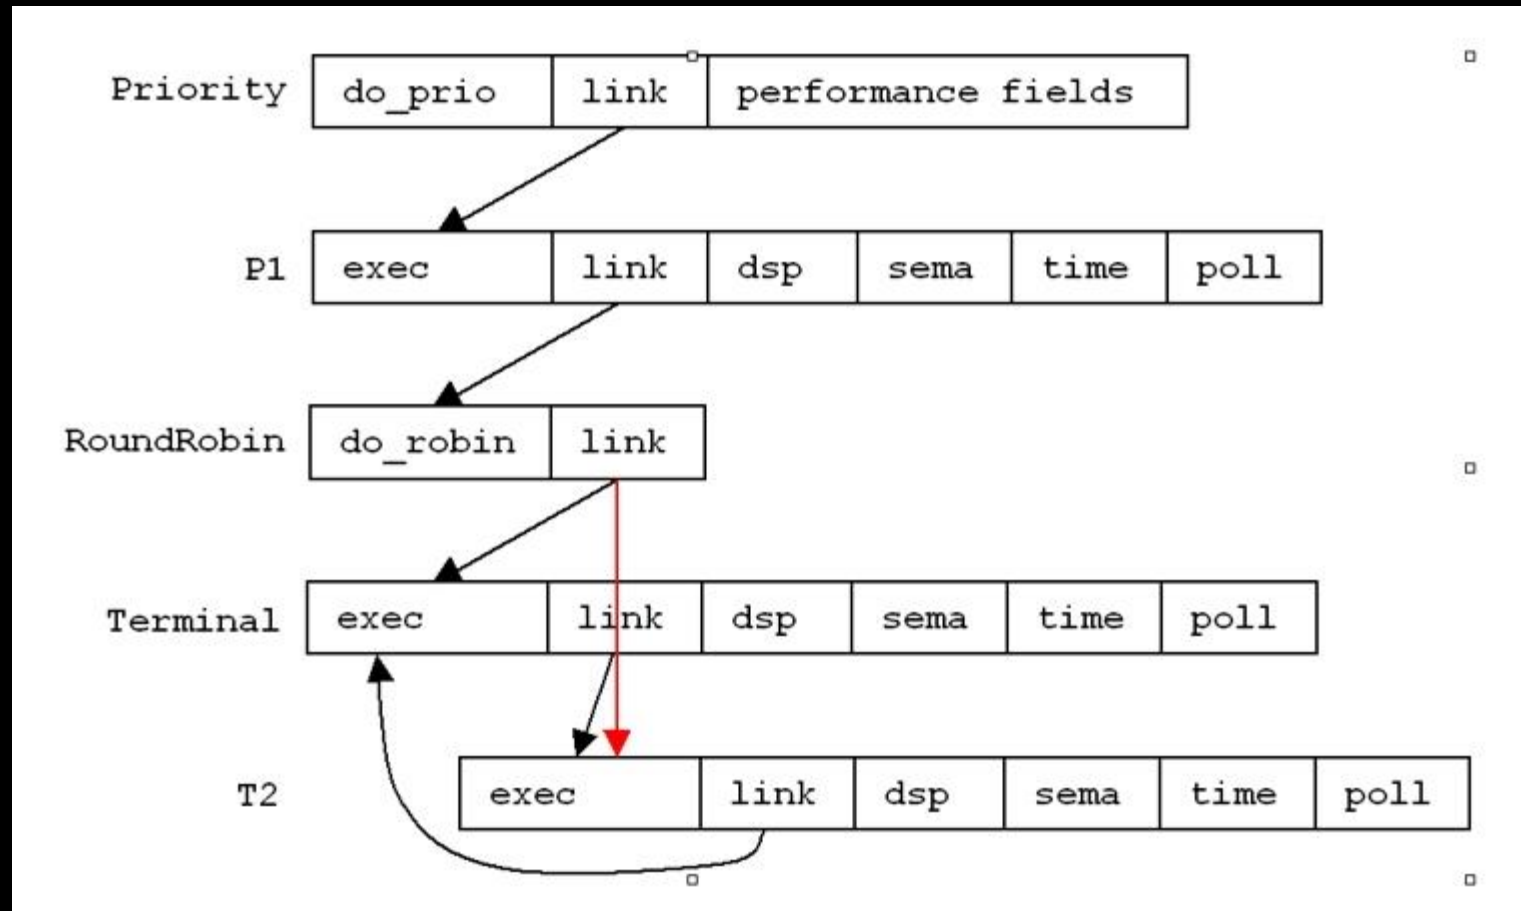 Priority do_prio link performance fields
P1 exec link dsp sema time poll
RoundRobin do_robin link
Terminal exec link dsp sema time poll
T2 exec link dsp sema time poll